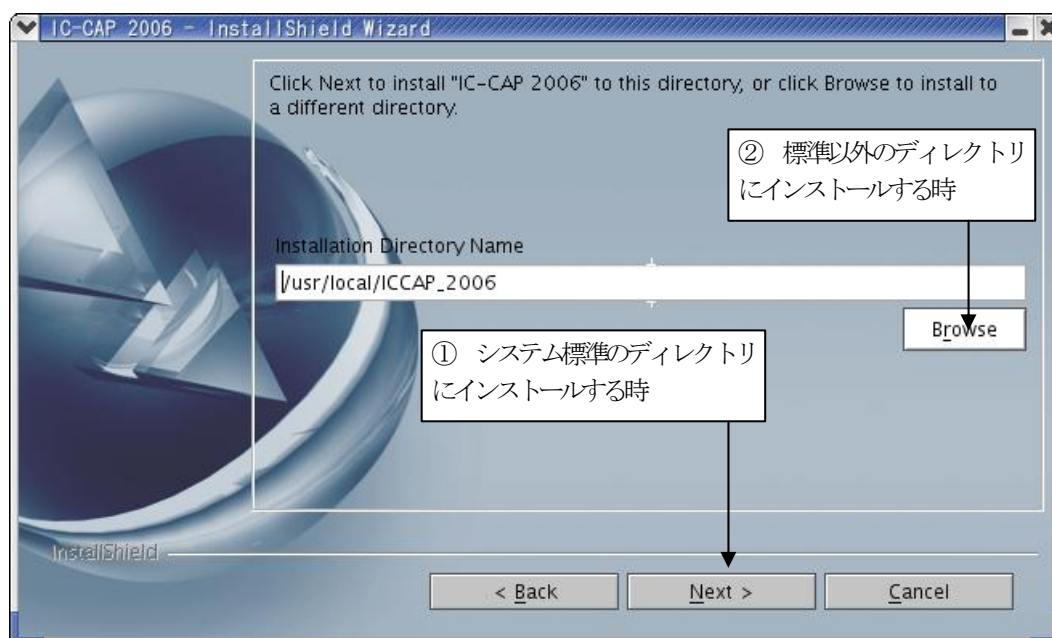 IC-CAP 2006 - InstallShield Wizard
Click Next to install "IC-CAP 2006" to this directory, or click Browse to install to
a different directory.
② 標準以外のディレクトリ
にインストールする時
Installation Directory Name
/usr/local/ICCAP_2006
Browse
① システム標準のディレクトリ
にインストールする時
InstallShield
< Back
Next >
Cancel